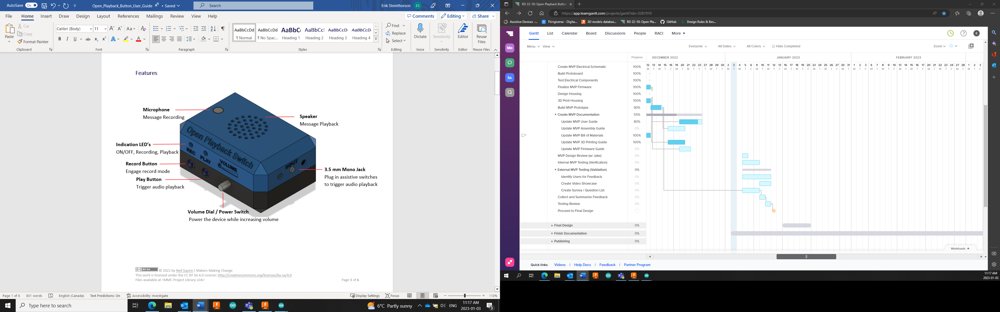 AutoSave On Open_Playback_Button_User_Guide • Saved Search Erik Steinthorson ES
File Home Insert Draw Design Layout References Mailings Review View Help Comments Editing Share
Paste Cut Copy Format Painter
Calibri (Body) 11
AaBbCcDd AaBbCcDd AaBbCc AaBbCcI AaBbCcD AaBbCcD
¶ Normal ¶ No Spac... Heading 1 Heading 2 Heading 3 Heading 4
Find Replace Select Dictate Sensitivity Editor Reuse Files
Clipboard Font Paragraph Styles Editing Voice Sensitivity Editor Reuse Files
Features
Microphone
Message Recording
Speaker
Message Playback
Indication LED's
ON/OFF, Recording, Playback
Record Button
Engage record mode
Play Button
Trigger audio playback
Open Playback Switch
REC
PLAY
VOLUME
INPUT
3.5 mm Mono Jack
Plug in assistive switches
to trigger audio playback
Volume Dial / Power Switch
Power the device while increasing volume
BY-SA © 2022 by Neil Squire / Makers Making Change
This work is licensed under the CC BY SA 4.0 License: http://creativecommons.org/licenses/by-sa/4.0
Files available at <MMC Project Library Link> Page 1 of 6
Page 1 of 6 851 words English (Canada) Text Predictions: On Accessibility: Investigate Display Settings Focus 110%
Type here to search 6°C Partly sunny ENG 11:17 AM 2023-01-03 3
RD 22-10: Open Playback Button
https://app.teamgantt.com/projects/gantt?ids=3281910
Assistive Devices -... Thingiverse - Digita... 3D models databas... RD 22-10: Open Pla... GitHub Design Rules & Bes...
Gantt List Calendar Board Discussions People RACI More E
Me
Menu View Everyone All Dates All Colors Hide Completed Zoom
Progress DECEMBER 2022 JANUARY 2023 FEBRUARY 2023
12 13 14 15 16 19 20 21 22 23 27 28 29 30 2 3 4 5 6 9 10 11 12 13 16 17 18 19 20 23 24 25 26 27 30 31 1 2 3 6 7 8 9 10 13 14 15 16 17 20 21 22 23 24 27 28 1 2 3
Create MVP Electrical Schematic 100%
Build Protoboard 100%
Test Electrical Components 100%
Finalize MVP Firmware 100%
Design Housing 100%
3D Print Housing 100%
Build MVP Prototype 90%
Create MVP Documentation 55%
Update MVP User Guide 80%
Update MVP Assembly Guide 0%
1 Update MVP Bill of Materials 100%
Update MVP 3D Printing Guide 100%
Update MVP Firmware Guide 0%
MVP Design Review (w/ Jake) 0%
Internal MVP Testing (Verification) 0%
External MVP Testing (Validation) 0%
Identify Users for Feedback 0%
Create Video Showcase 0%
Create Survey / Question List 0%
Collect and Summarize Feedback 0%
Testing Review 0%
Proceed to Final Design
Final Design 0%
Finish Documentation 0%
Publishing 0%
Workloads
Quick links: Videos | Help Docs | Feedback | Partner Program
11:17 AM
2023-01-03